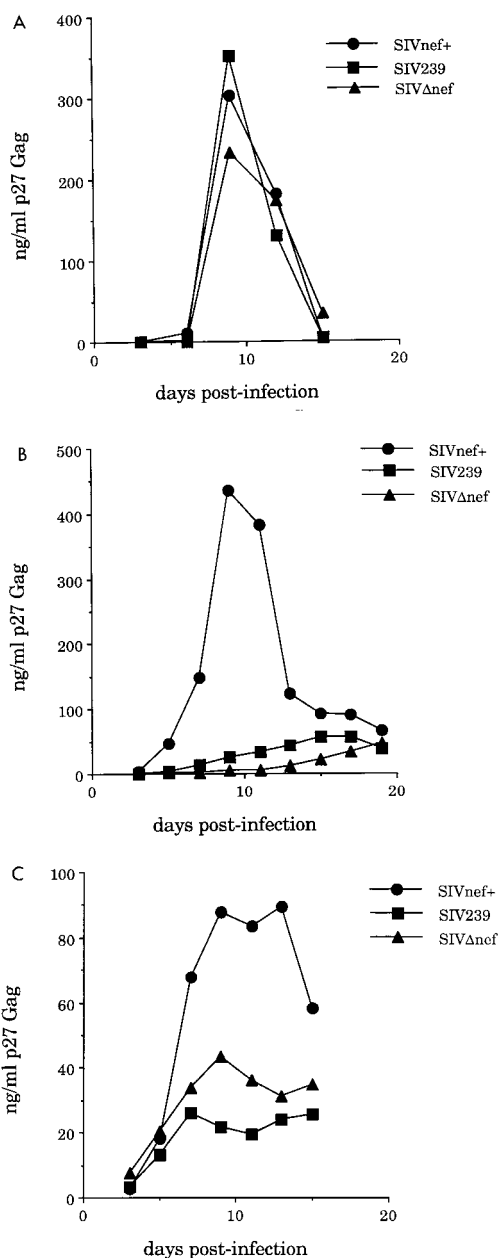 A
400
300
200
100
0
ng/ml p27 Gag
SIVnef+
SIV239
SIVΔnef
0
10
20
days post-infection
B
500
400
300
200
100
0
ng/ml p27 Gag
SIVnef+
SIV239
SIVΔnef
0
10
20
days post-infection
C
100
80
60
40
20
0
ng/ml p27 Gag
SIVnef+
SIV239
SIVΔnef
0
10
20
days post-infection